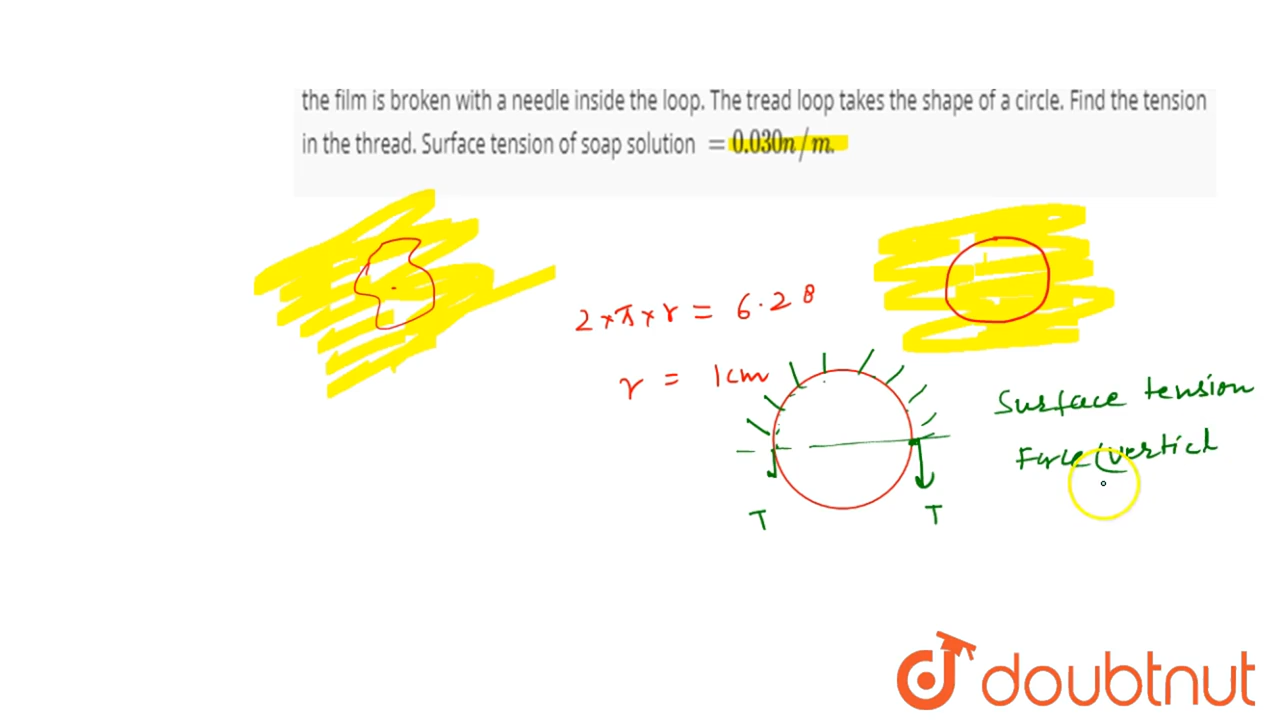 the film is broken with a needle inside the loop. The tread loop takes the shape of a circle. Find the tension
in the thread. Surface tension of soap solution = 0.030n/m.
2 × π × r = 6.28
r = 1cm
Surface tension
Force (vertical
T
T
doubtnut